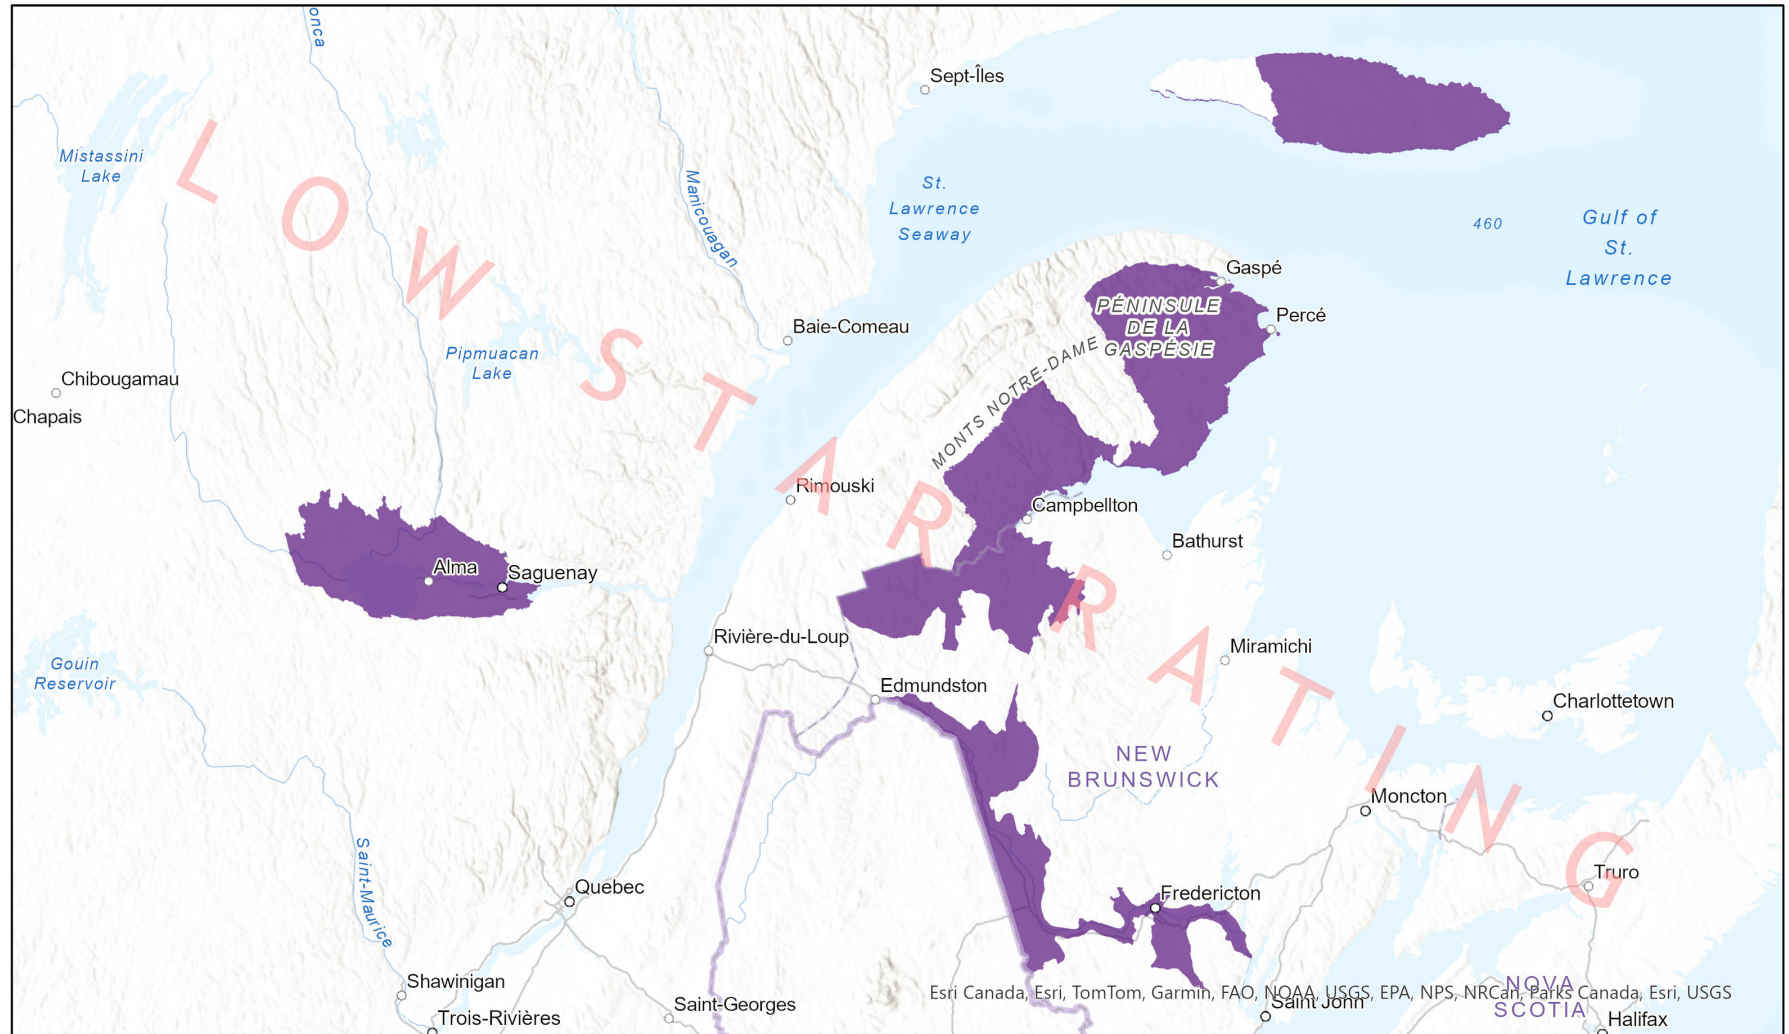 onca
Sept-Îles
Mistassini
Lake
Manicouagan
St.
Lawrence
Seaway
460
Gulf of
St.
Lawrence
Gaspé
PÉNINSULE
DE LA
GASPÉSIE
Percé
Baie-Comeau
MONTS NOTRE-DAME
Pipmuacan
Lake
Chibougamau
Chapais
LOW STAR RATING
Rimouski
Campbellton
Bathurst
Alma
Saguenay
Rivière-du-Loup
Miramichi
Gouin
Reservoir
Edmundston
Charlottetown
NEW
BRUNSWICK
Moncton
Saint-Maurice
Quebec
Truro
Fredericton
Shawinigan
Saint-Georges
Trois-Rivières
Esri Canada, Esri, TomTom, Garmin, FAO, NOAA, USGS, EPA, NPS, NRCan, Parks Canada, Esri, USGS
Saint John
NOVA
SCOTIA
Halifax